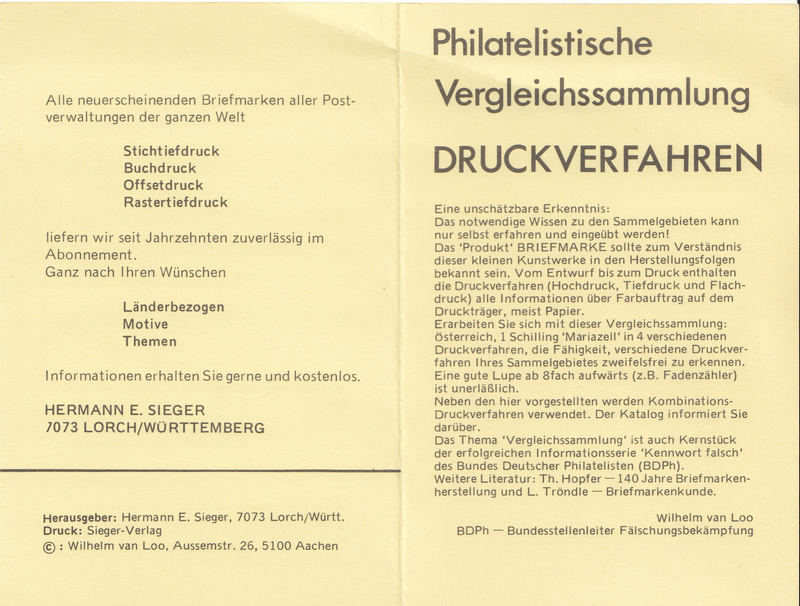 Alle neuerscheinenden Briefmarken aller Post-
verwaltungen der ganzen Welt
Stichtiefdruck
Buchdruck
Offsetdruck
Rastertiefdruck
liefern wir seit Jahrzehnten zuverlässig im
Abonnement.
Ganz nach Ihren Wünschen
Länderbezogen
Motive
Themen
Informationen erhalten Sie gerne und kostenlos.
HERMANN E. SIEGER
7073 LORCH/WÜRTTEMBERG
Herausgeber: Hermann E. Sieger, 7073 Lorch/Württ.
Druck: Sieger-Verlag
©: Wilhelm van Loo, Aussemstr. 26, 5100 Aachen
Philatelistische
Vergleichssammlung
DRUCKVERFAHREN
Eine unschätzbare Erkenntnis:
Das notwendige Wissen zu den Sammelgebieten kann
nur selbst erfahren und eingeübt werden!
Das 'Produkt' BRIEFMARKE sollte zum Verständnis
dieser kleinen Kunstwerke in den Herstellungsfolgen
bekannt sein. Vom Entwurf bis zum Druck enthalten
die Druckverfahren (Hochdruck, Tiefdruck und Flach-
druck) alle Informationen über Farbauftrag auf dem
Druckträger, meist Papier.
Erarbeiten Sie sich mit dieser Vergleichssammlung:
Österreich, 1 Schilling 'Mariazell' in 4 verschiedenen
Druckverfahren, die Fähigkeit, verschiedene Druckver-
fahren Ihres Sammelgebietes zweifelsfrei zu erkennen.
Eine gute Lupe ab 8fach aufwärts (z.B. Fadenzähler)
ist unerläßlich.
Neben den hier vorgestellten werden Kombinations-
Druckverfahren verwendet. Der Katalog informiert Sie
darüber.
Das Thema 'Vergleichssammlung' ist auch Kernstück
der erfolgreichen Informationsserie 'Kennwort falsch'
des Bundes Deutscher Philatelisten (BDPh).
Weitere Literatur: Th. Hopfer — 140 Jahre Briefmarken-
herstellung und L. Tröndle — Briefmarkenkunde.
Wilhelm van Loo
BDPh — Bundesstellenleiter Fälschungsbekämpfung